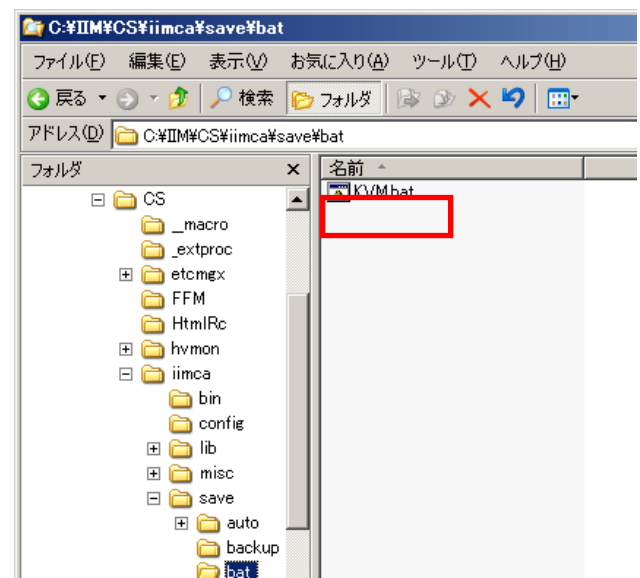 C:¥IIM¥CS¥iimca¥save¥bat
ファイル(F) 編集(E) 表示(V) お気に入り(A) ツール(T) ヘルプ(H)
戻る 検索 フォルダ
アドレス(D) C:¥IIM¥CS¥iimca¥save¥bat
フォルダ × 名前
CS
KVM.bat
__macro
_extproc
etcmgx
FFM
HtmlRc
hvmon
iimca
bin
config
lib
misc
save
auto
backup
bat